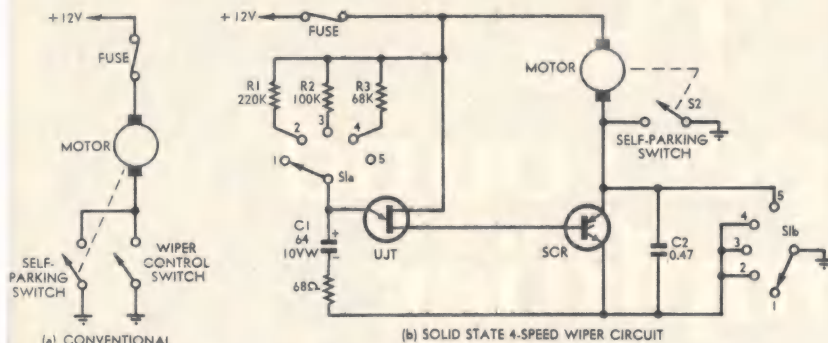 +12V
FUSE
MOTOR
SELF-
PARKING
SWITCH
WIPER
CONTROL
SWITCH
(a) CONVENTIONAL
+12V
FUSE
R1
220K
R2
100K
R3
68K
2
3
4
1
5
S1a
C1
64
10VW
+
-
68Ω
UJT
SCR
MOTOR
S2
SELF-PARKING
SWITCH
C2
0.47
5
4
3
2
1
S1b
(b) SOLID STATE 4-SPEED WIPER CIRCUIT